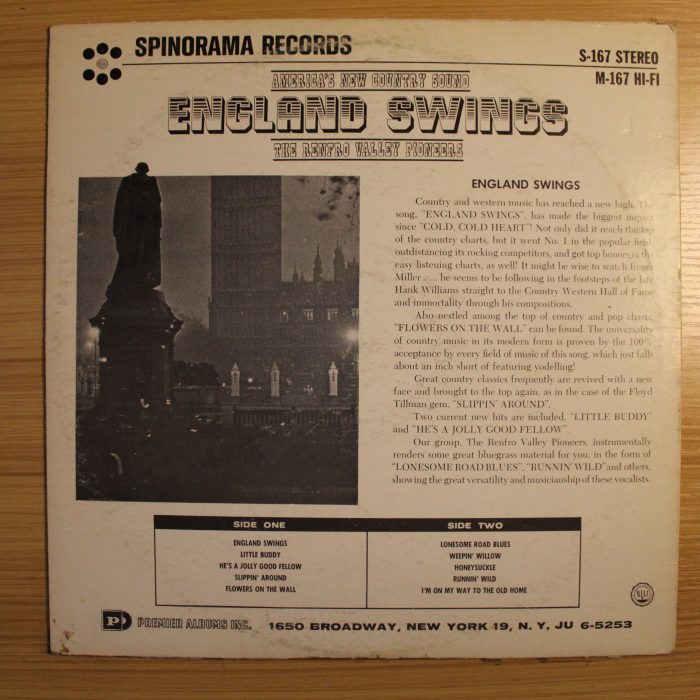 SPINORAMA RECORDS
S-167 STEREO
M-167 HI-FI
AMERICA'S NEW COUNTRY SOUND
ENGLAND SWINGS
THE RENFRO VALLEY PIONEERS
ENGLAND SWINGS
Country and western music has reached a new high. The
song, "ENGLAND SWINGS", has made the biggest impact
since "COLD, COLD HEART"! Not only did it reach the top
of the country charts, but it went No. 1 in the popular field,
outdistancing its rocking competitors, and got top honors in the
easy listening charts, as well! It might be wise to watch Roger
Miller . . . he seems to be following in the footsteps of the late
Hank Williams straight to the Country Western Hall of Fame
and immortality through his compositions.
Also nestled among the top of country and pop charts,
"FLOWERS ON THE WALL" can be found. The universality
of country music in its modern form is proven by the 100%
acceptance by every field of music of this song, which just falls
about an inch short of featuring yodelling!
Great country classics frequently are revived with a new
face and brought to the top again, as in the case of the Floyd
Tillman gem, "SLIPPIN' AROUND".
Two current new hits are included, "LITTLE BUDDY"
and "HE'S A JOLLY GOOD FELLOW".
Our group, The Renfro Valley Pioneers, instrumentally
renders some great bluegrass material for you, in the form of
"LONESOME ROAD BLUES", "RUNNIN' WILD" and others,
showing the great versatility and musicianship of these vocalists.
SIDE ONE
ENGLAND SWINGS
LITTLE BUDDY
HE'S A JOLLY GOOD FELLOW
SLIPPIN' AROUND
FLOWERS ON THE WALL
SIDE TWO
LONESOME ROAD BLUES
WEEPIN' WILLOW
HONEYSUCKLE
RUNNIN' WILD
I'M ON MY WAY TO THE OLD HOME
PREMIER ALBUMS INC. 1650 BROADWAY, NEW YORK 19, N. Y. JU 6-5253